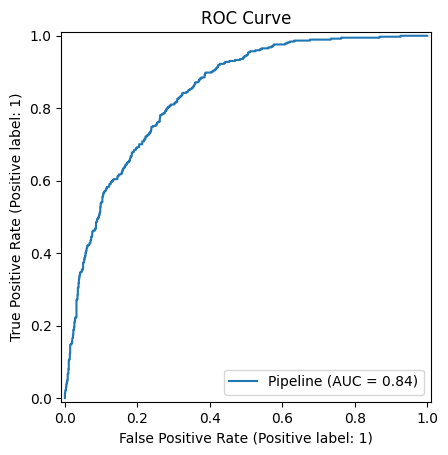 ROC Curve
1.0
0.8
0.6
0.4
0.2
0.0
True Positive Rate (Positive label: 1)
Pipeline (AUC = 0.84)
0.0 0.2 0.4 0.6 0.8 1.0
False Positive Rate (Positive label: 1)